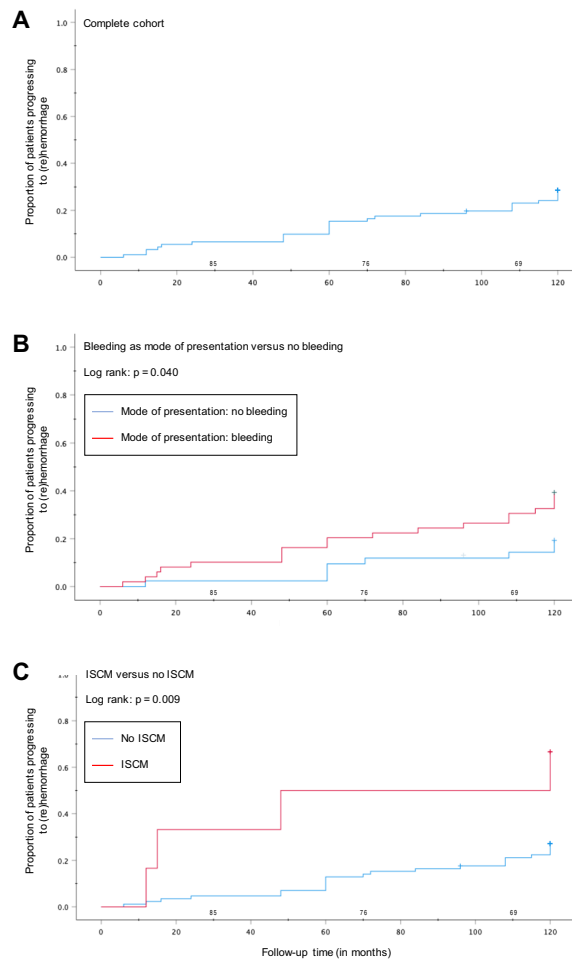 A
Complete cohort
Proportion of patients progressing
to (re)hemorrhage
1.0
0.8
0.6
0.4
0.2
0.0
85
76
69
0
20
40
60
80
100
120
B
Bleeding as mode of presentation versus no bleeding
Log rank: p = 0.040
Mode of presentation: no bleeding
Mode of presentation: bleeding
Proportion of patients progressing
to (re)hemorrhage
1.0
0.8
0.6
0.4
0.2
0.0
85
76
69
0
20
40
60
80
100
120
C
ISCM versus no ISCM
Log rank: p = 0.009
No ISCM
ISCM
Proportion of patients progressing
to (re)hemorrhage
0.8
0.6
0.4
0.2
0.0
85
76
69
0
20
40
60
80
100
120
Follow-up time (in months)